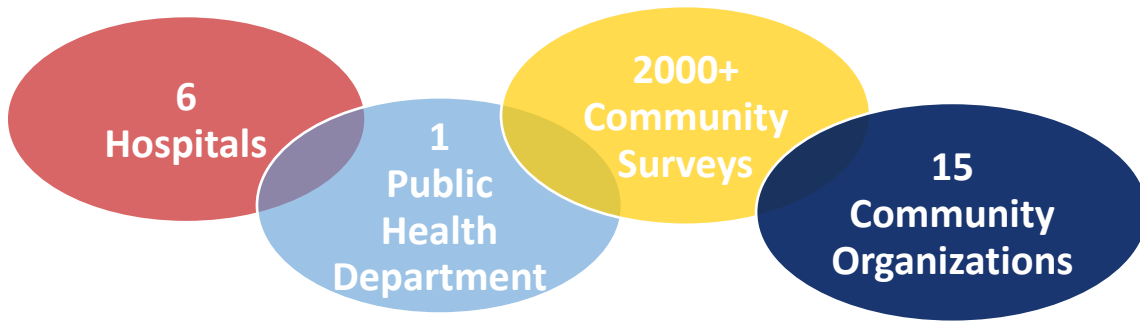 6
Hospitals
1
Public
Health
Department
2000+
Community
Surveys
15
Community
Organizations